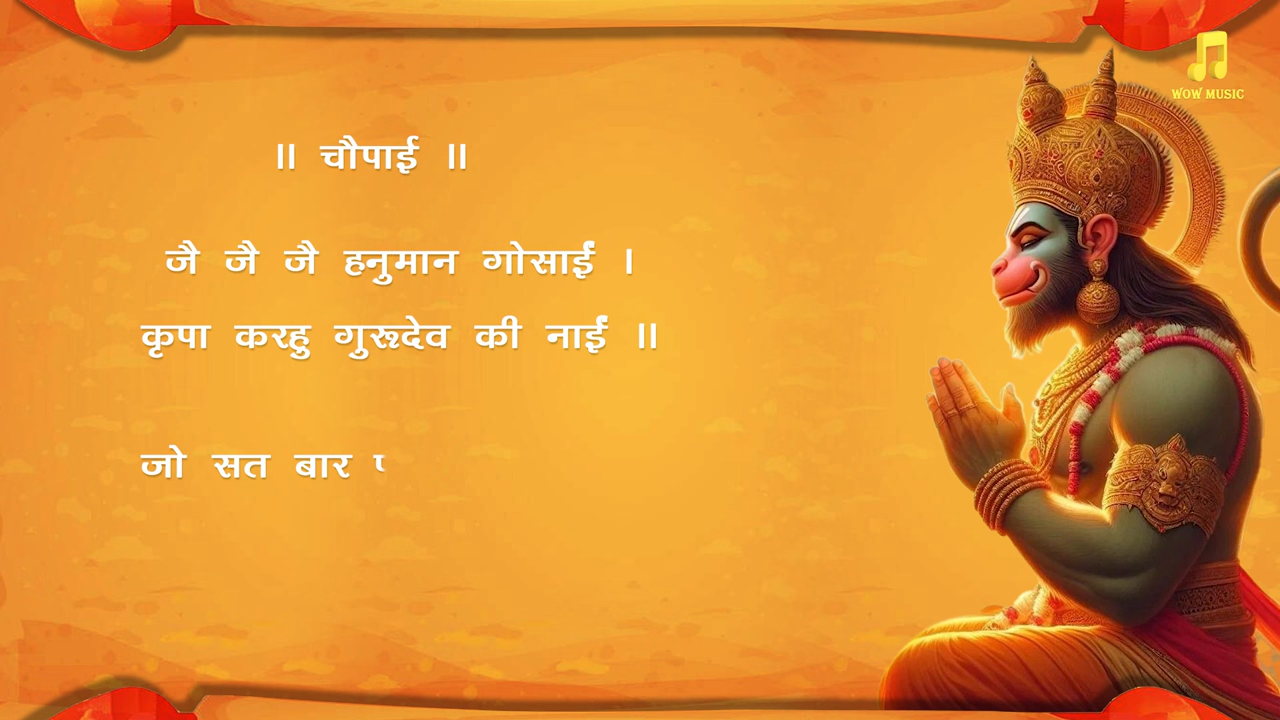 WOW MUSIC
॥ चौपाई ॥
जै जै जै हनुमान गोसाईं ।
कृपा करहु गुरूदेव की नाईं ॥
जो सत बार